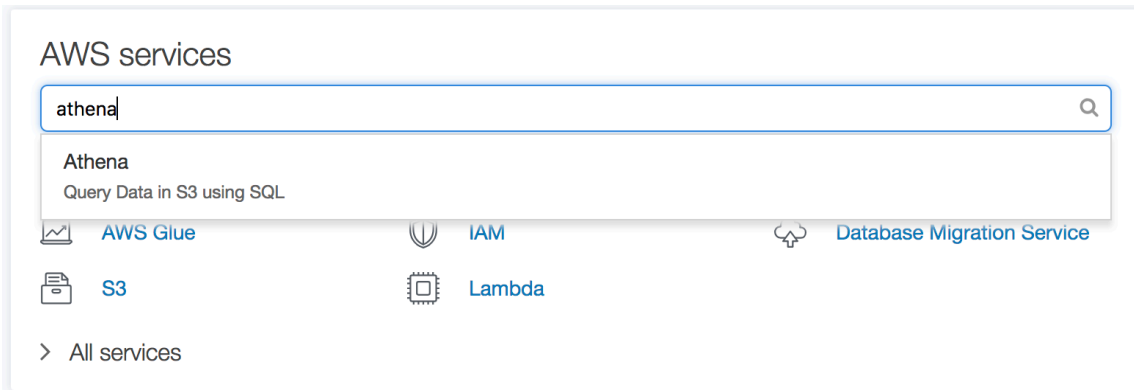 AWS services
athena
Athena
Query Data in S3 using SQL
AWS Glue IAM Database Migration Service
S3 Lambda
All services